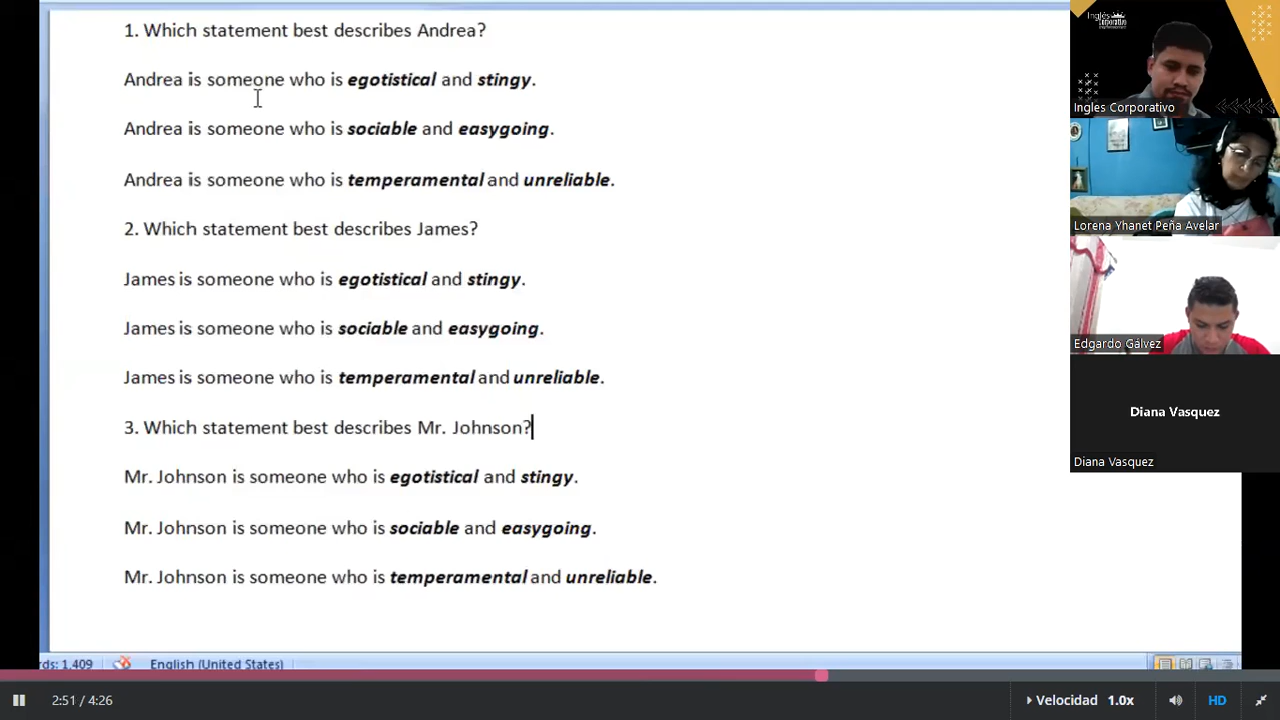 1. Which statement best describes Andrea?
Andrea is someone who is egotistical and stingy.
Andrea is someone who is sociable and easygoing.
Andrea is someone who is temperamental and unreliable.
2. Which statement best describes James?
James is someone who is egotistical and stingy.
James is someone who is sociable and easygoing.
James is someone who is temperamental and unreliable.
3. Which statement best describes Mr. Johnson?
Mr. Johnson is someone who is egotistical and stingy.
Mr. Johnson is someone who is sociable and easygoing.
Mr. Johnson is someone who is temperamental and unreliable.
rds: 1,409 English (United States)
2:51 / 4:26
Velocidad 1.0x HD
Inglés
Corporativo
Ingles Corporativo
Lorena Yhanet Peña Avelar
Edgardo Gálvez
Diana Vasquez
Diana Vasquez